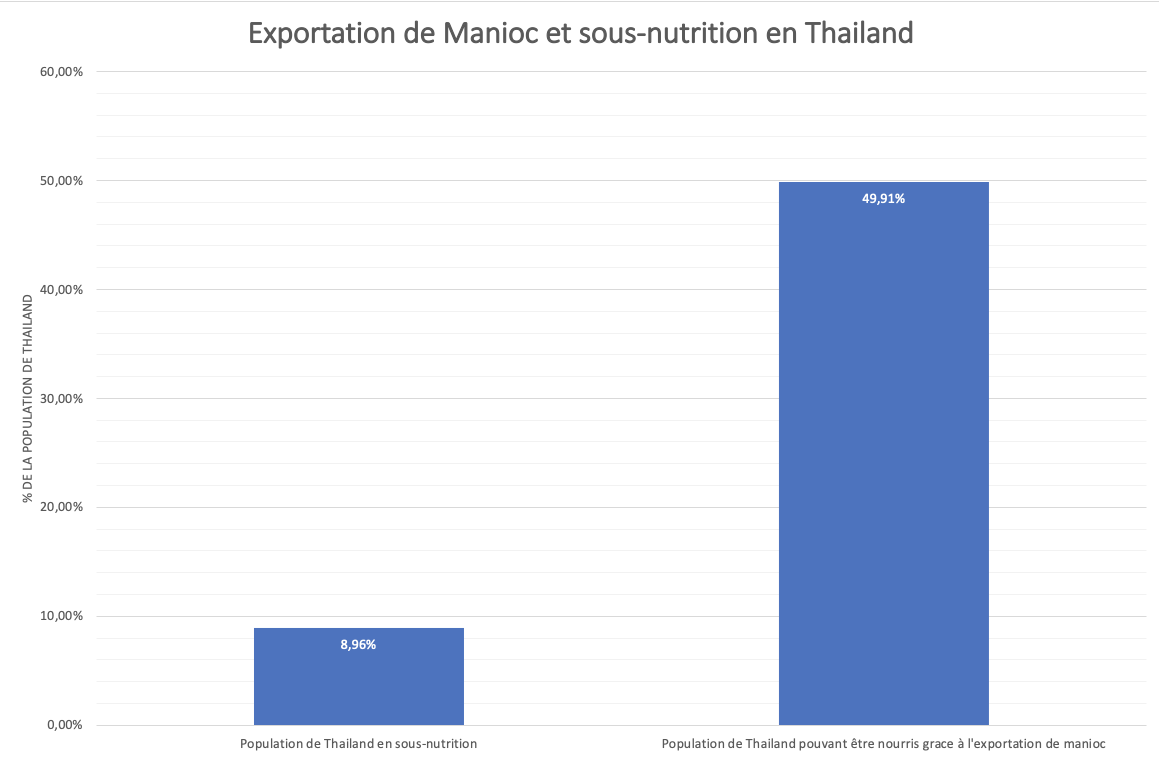 Exportation de Manioc et sous-nutrition en Thailand
60,00%
50,00%
40,00%
30,00%
20,00%
10,00%
0,00%
% DE LA POPULATION DE THAILAND
8,96%
49,91%
Population de Thailand en sous-nutrition
Population de Thailand pouvant être nourris grace à l'exportation de manioc